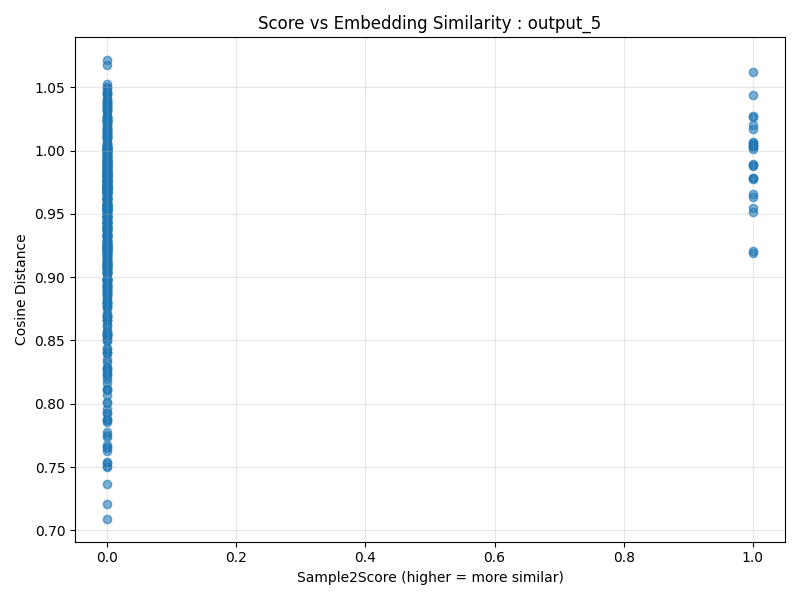 Score vs Embedding Similarity : output_5
1.05
1.00
0.95
0.90
0.85
0.80
0.75
0.70
Cosine Distance
0.0 0.2 0.4 0.6 0.8 1.0
Sample2Score (higher = more similar)